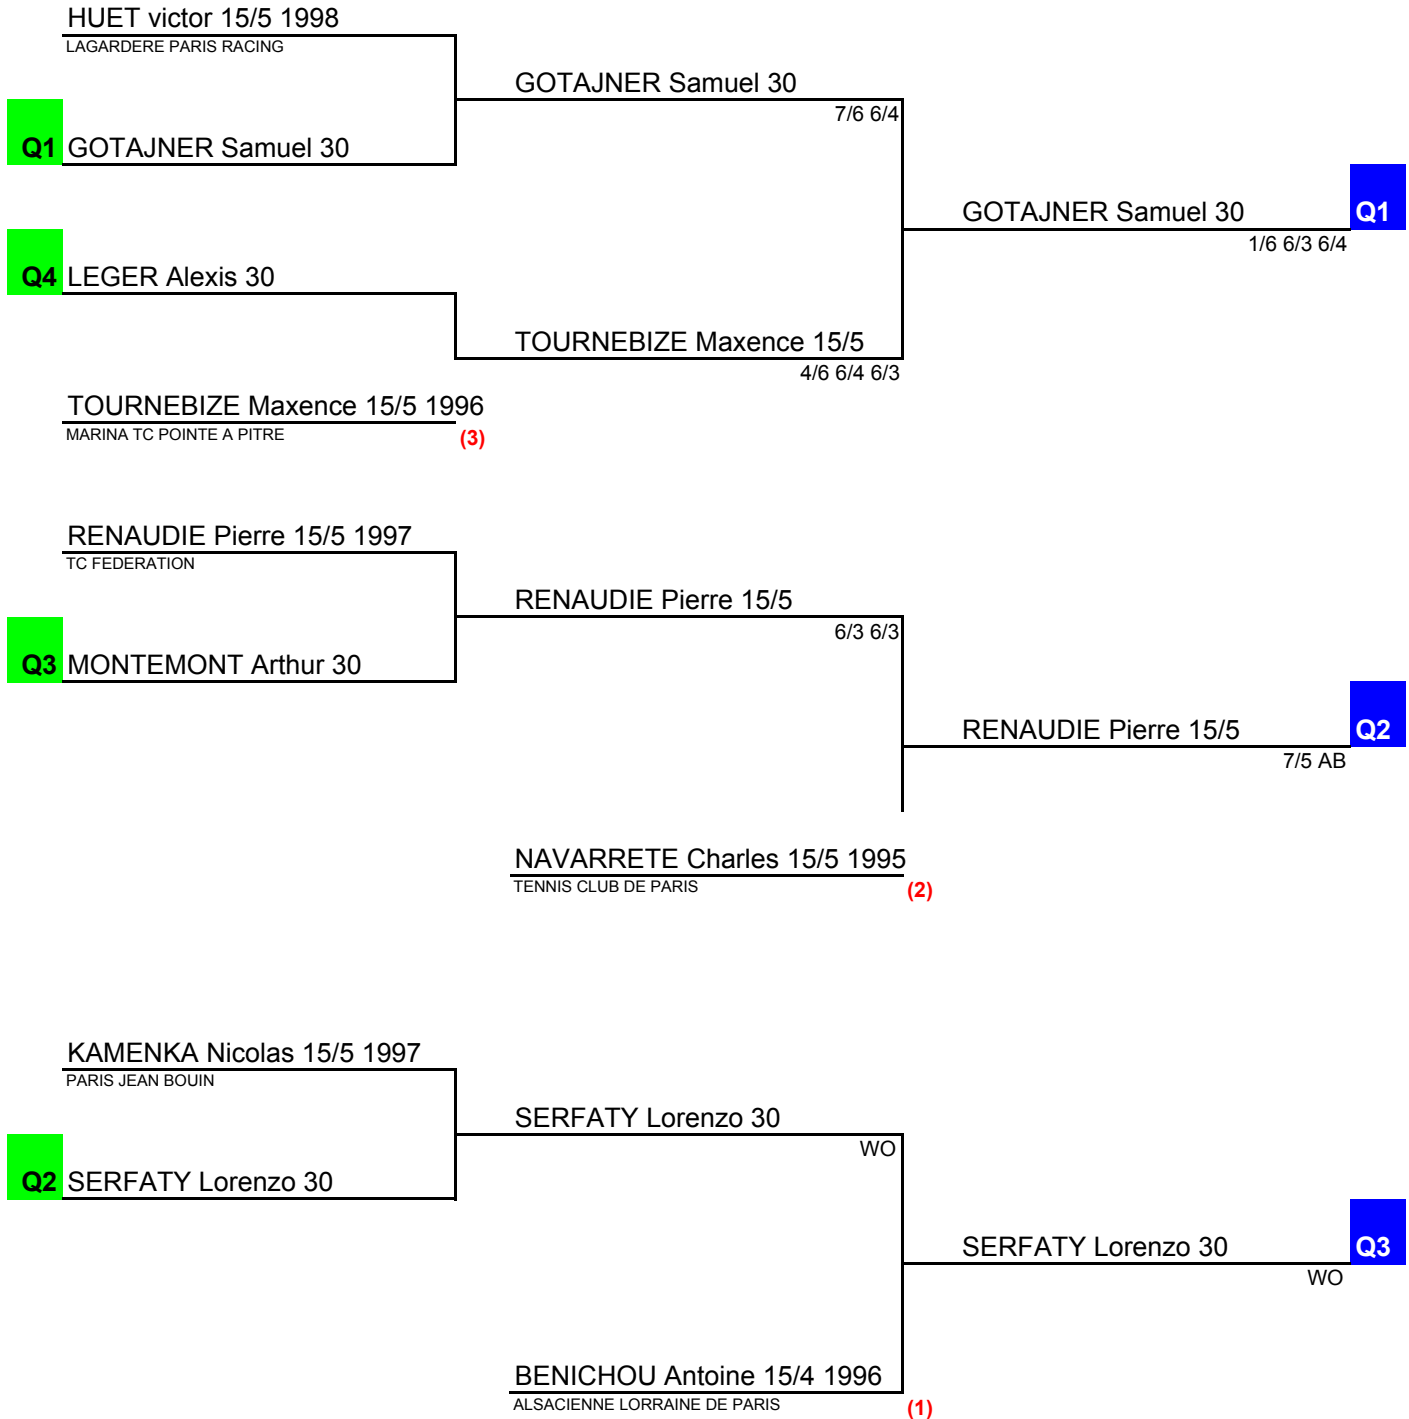 HUET victor 15/5 1998
LAGARDERE PARIS RACING
GOTAJNER Samuel 30
7/6 6/4
Q1 GOTAJNER Samuel 30
GOTAJNER Samuel 30 Q1
1/6 6/3 6/4
Q4 LEGER Alexis 30
TOURNEBIZE Maxence 15/5
4/6 6/4 6/3
TOURNEBIZE Maxence 15/5 1996
MARINA TC POINTE A PITRE (3)
RENAUDIE Pierre 15/5 1997
TC FEDERATION
RENAUDIE Pierre 15/5
6/3 6/3
Q3 MONTEMONT Arthur 30
RENAUDIE Pierre 15/5 Q2
7/5 AB
NAVARRETE Charles 15/5 1995
TENNIS CLUB DE PARIS (2)
KAMENKA Nicolas 15/5 1997
PARIS JEAN BOUIN
SERFATY Lorenzo 30
WO
Q2 SERFATY Lorenzo 30
SERFATY Lorenzo 30 Q3
WO
BENICHOU Antoine 15/4 1996
ALSACIENNE LORRAINE DE PARIS (1)